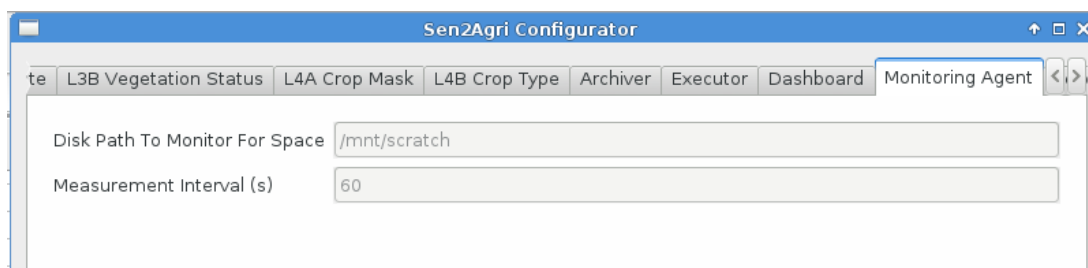 Sen2Agri Configurator
te L3B Vegetation Status L4A Crop Mask L4B Crop Type Archiver Executor Dashboard Monitoring Agent
Disk Path To Monitor For Space /mnt/scratch
Measurement Interval (s) 60